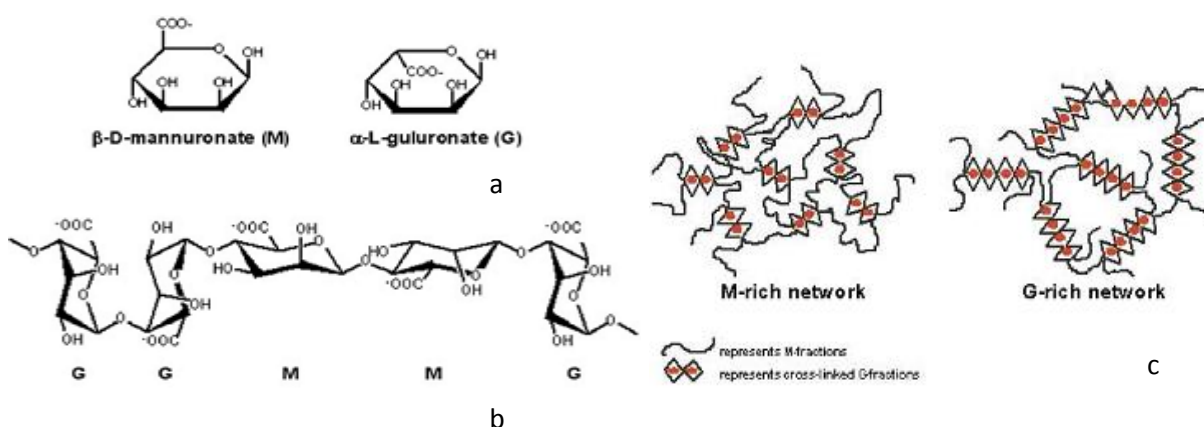 COO-
O
OH
OH
OH
OH
β-D-mannuronate (M)
O
OH
COO-
OH
OH
OH
α-L-guluronate (G)
a
-OOC
OH
O
O
OH
OH
O
O
OH
OH
O
-OOC
O
-OOC
O
HO
OH
O
HO
O
-OOC
OH
O
-OOC
O
OH
O
OH
O
G G M M G
b
M-rich network
G-rich network
represents M-fractions
represents cross-linked G-fractions
c